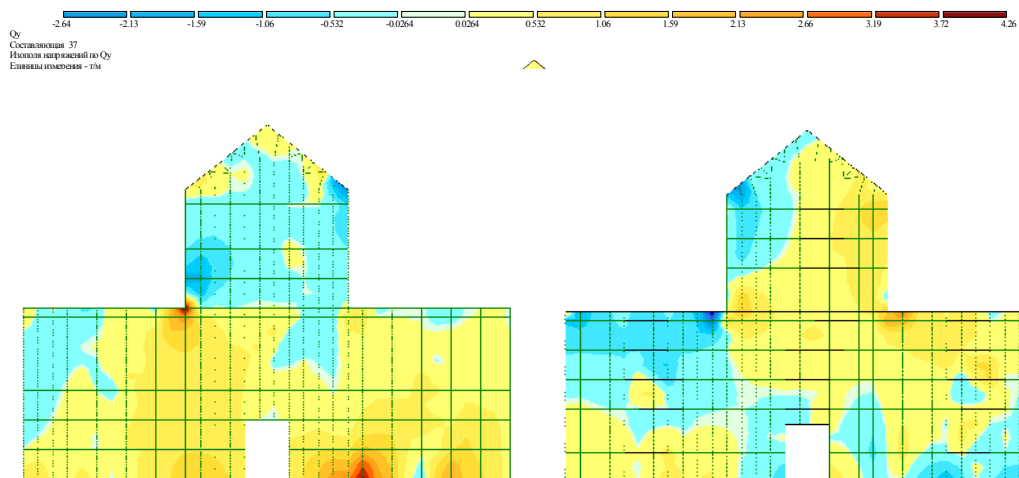 -2.64 -2.13 -1.59 -1.06 -0.532 -0.0264 0.0264 0.532 1.06 1.59 2.13 2.66 3.19 3.72 4.26
Qy
Составляющая 37
Изополя напряжений по Qy
Единицы измерения - т/м